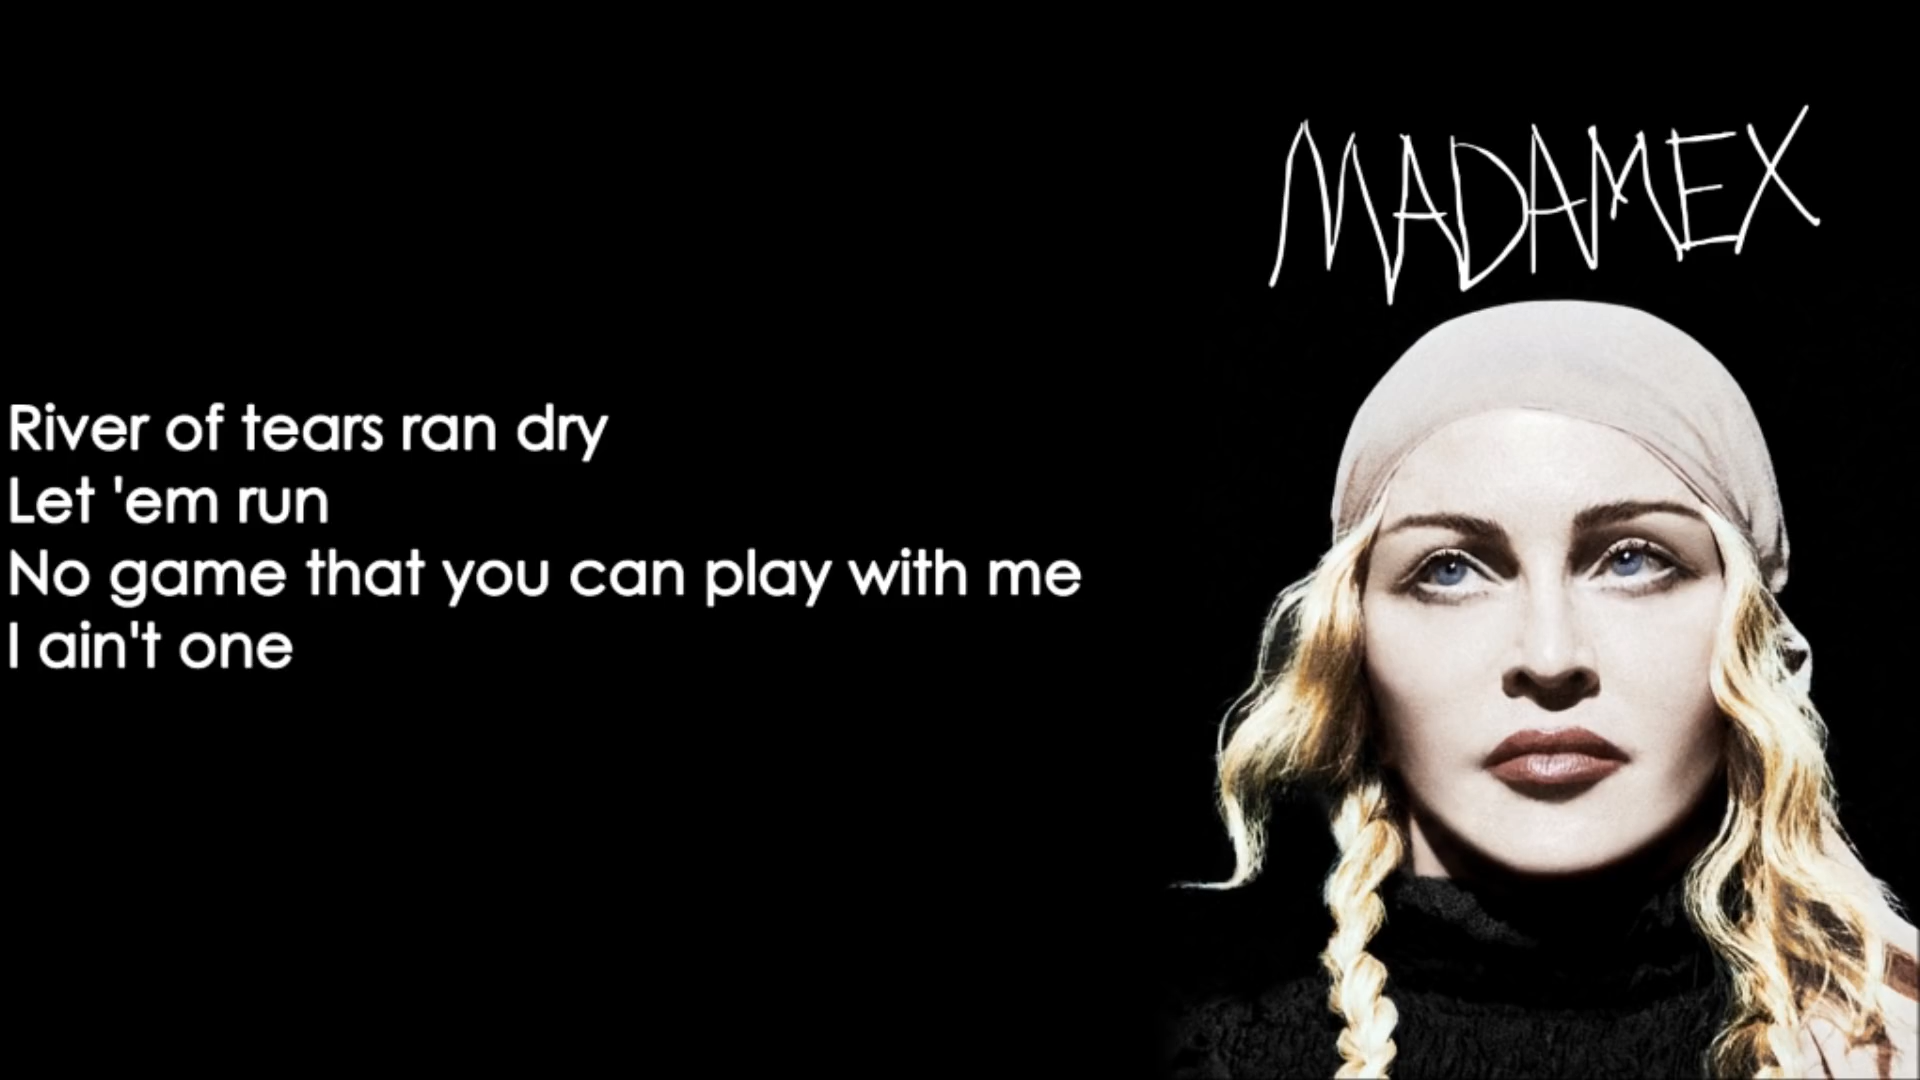 MADAMEX
River of tears ran dry
Let 'em run
No game that you can play with me
I ain't one